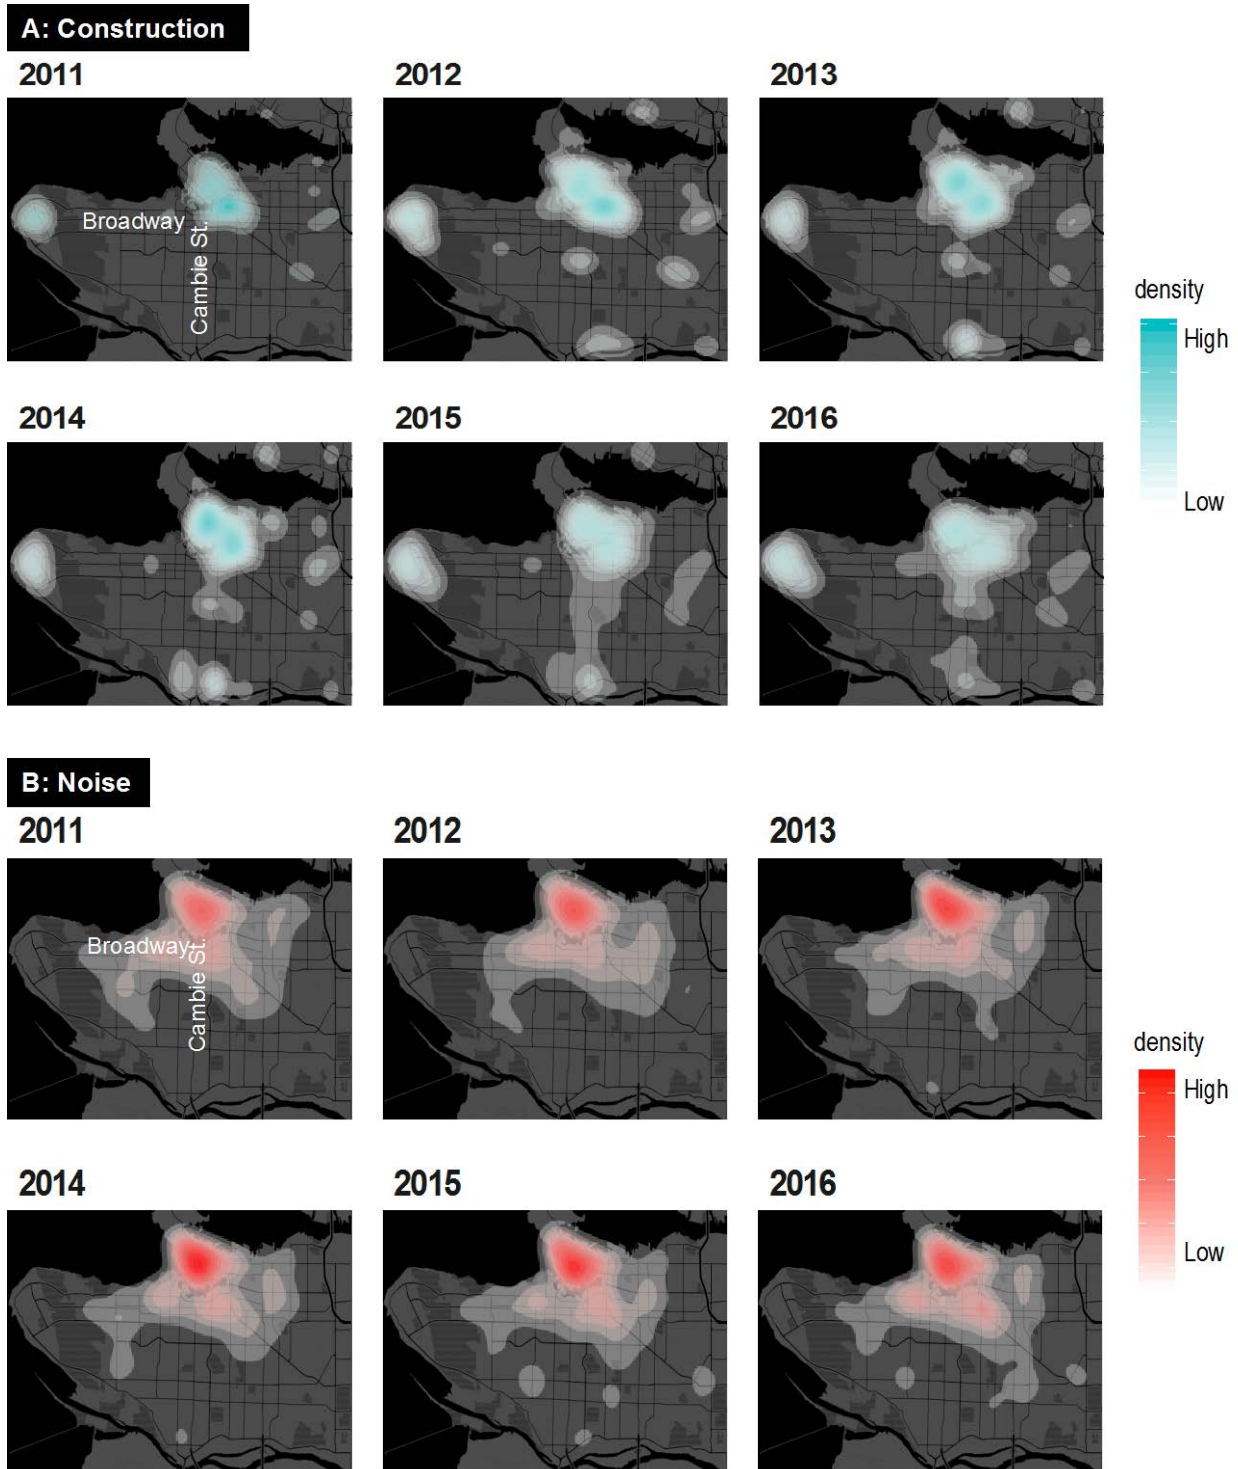 A: Construction
2011
2012
2013
Broadway
Cambie St.
density
High
Low
2014
2015
2016
B: Noise
2011
2012
2013
Broadway
Cambie St.
density
High
Low
2014
2015
2016